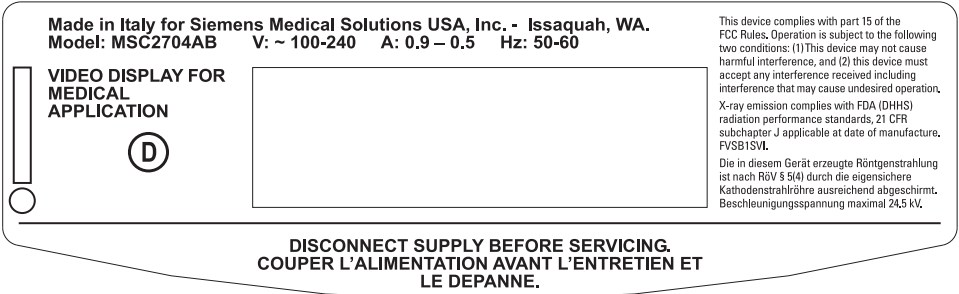 Made in Italy for Siemens Medical Solutions USA, Inc. - Issaquah, WA.
Model: MSC2704AB V: ~ 100-240 A: 0.9 – 0.5 Hz: 50-60
VIDEO DISPLAY FOR
MEDICAL
APPLICATION
D
This device complies with part 15 of the
FCC Rules. Operation is subject to the following
two conditions: (1) This device may not cause
harmful interference, and (2) this device must
accept any interference received including
interference that may cause undesired operation.
X-ray emission complies with FDA (DHHS)
radiation performance standards, 21 CFR
subchapter J applicable at date of manufacture.
FVSB1SVI.
Die in diesem Gerät erzeugte Röntgenstrahlung
ist nach RöV § 5(4) durch die eigensichere
Kathodenstrahlröhre ausreichend abgeschirmt.
Beschleunigungsspannung maximal 24.5 kV.
DISCONNECT SUPPLY BEFORE SERVICING.
COUPER L'ALIMENTATION AVANT L'ENTRETIEN ET
LE DEPANNE.